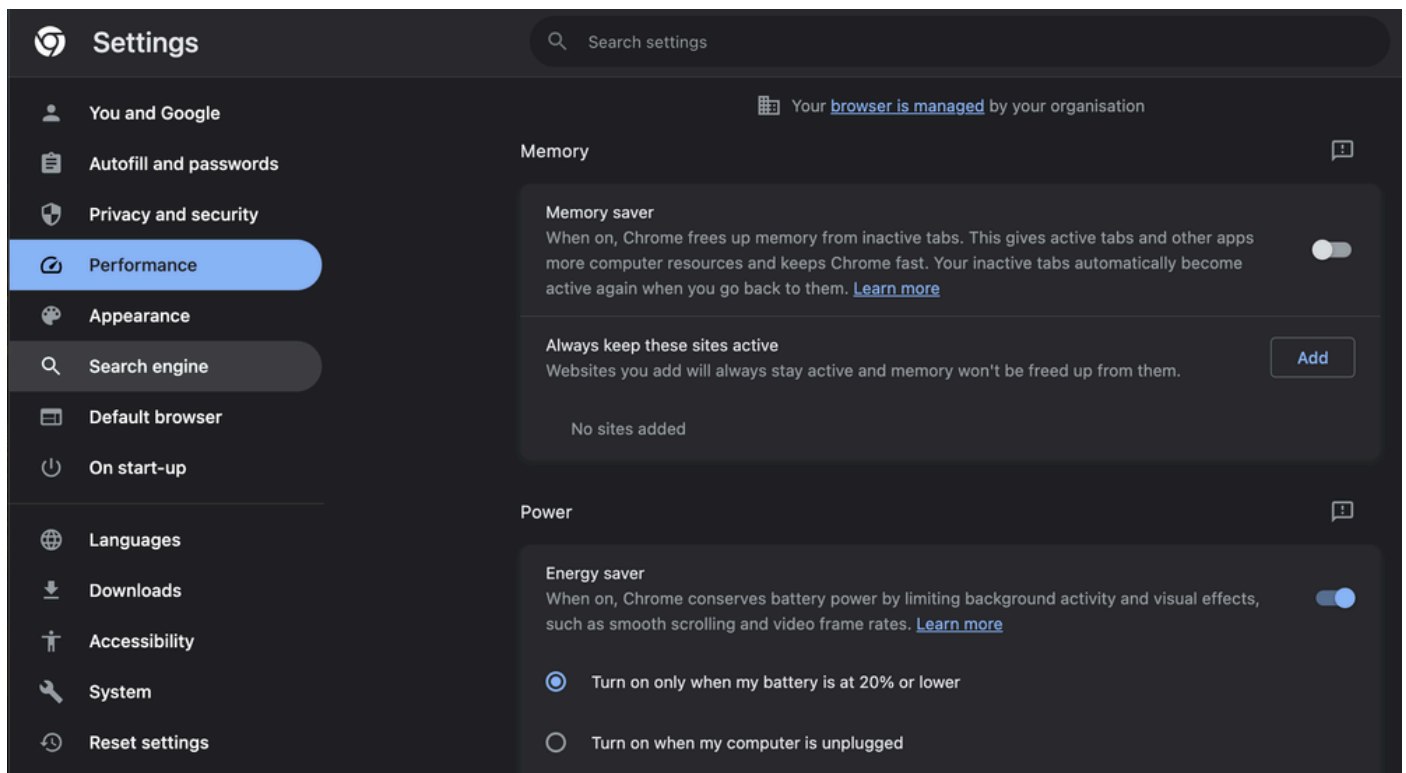 Settings
Search settings
You and Google
Autofill and passwords
Privacy and security
Performance
Appearance
Search engine
Default browser
On start-up
Languages
Downloads
Accessibility
System
Reset settings
Your browser is managed by your organisation
Memory
Memory saver
When on, Chrome frees up memory from inactive tabs. This gives active tabs and other apps
more computer resources and keeps Chrome fast. Your inactive tabs automatically become
active again when you go back to them. Learn more
Always keep these sites active
Websites you add will always stay active and memory won't be freed up from them.
Add
No sites added
Power
Energy saver
When on, Chrome conserves battery power by limiting background activity and visual effects,
such as smooth scrolling and video frame rates. Learn more
Turn on only when my battery is at 20% or lower
Turn on when my computer is unplugged